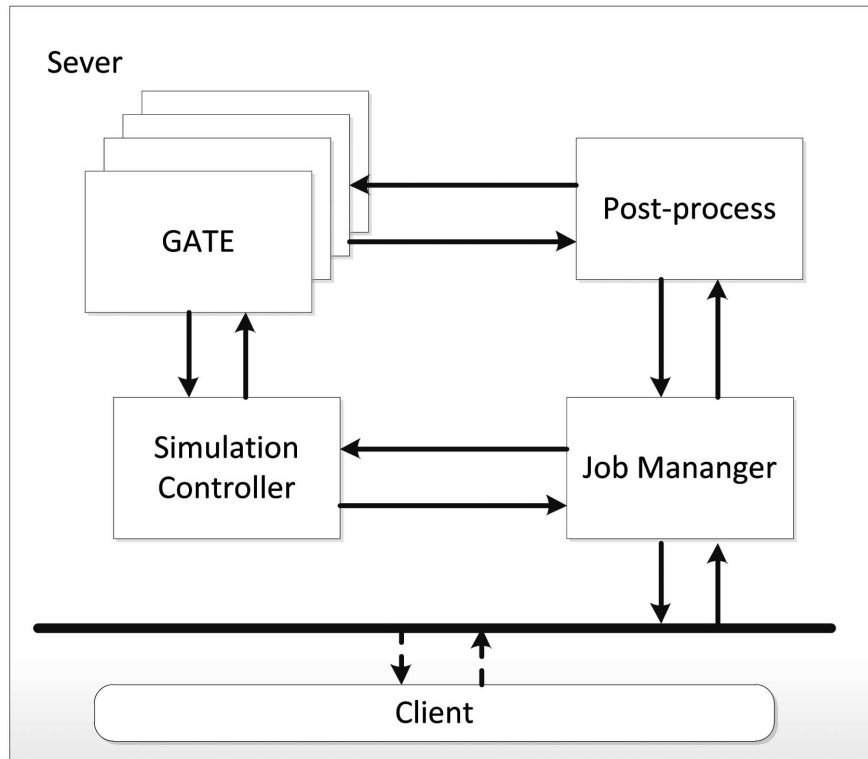 Sever
GATE
Post-process
Simulation
Controller
Job Mananger
Client